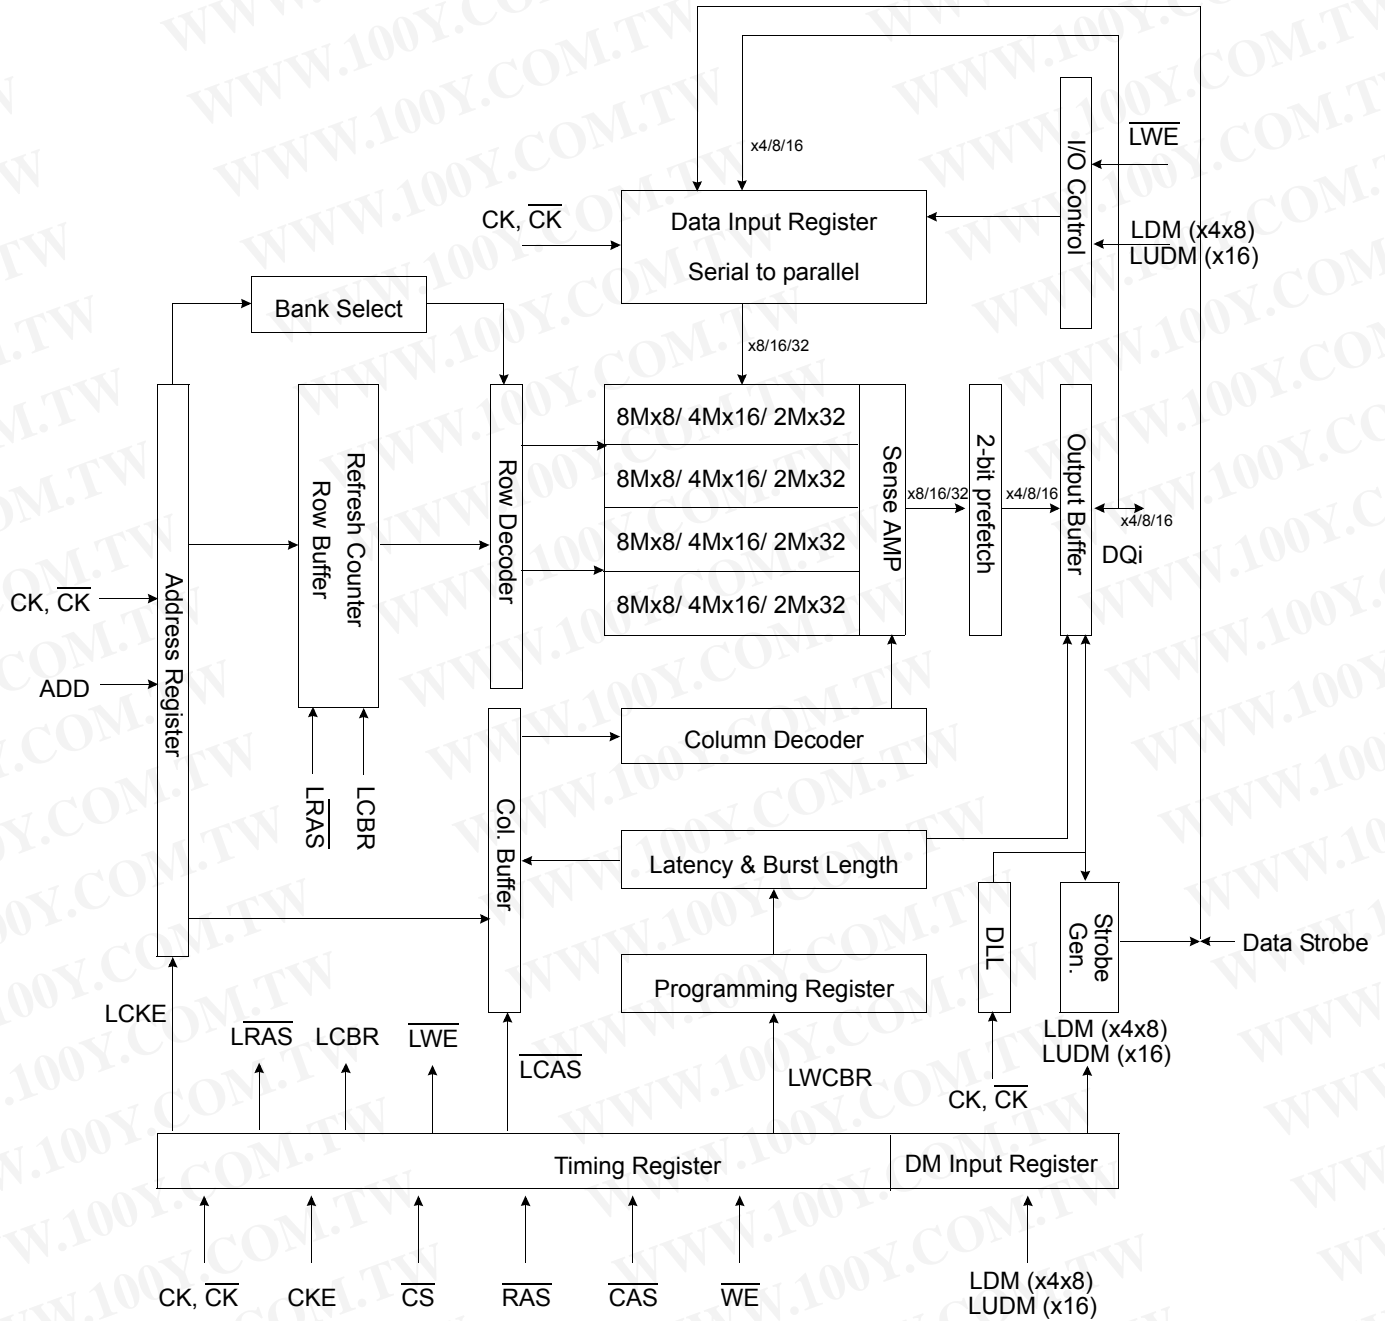 x4/8/16
LWE
I/O Control
CK, CK
Data Input Register
Serial to parallel
LDM (x4x8)
LUDM (x16)
Bank Select
x8/16/32
8Mx8/ 4Mx16/ 2Mx32
8Mx8/ 4Mx16/ 2Mx32
8Mx8/ 4Mx16/ 2Mx32
8Mx8/ 4Mx16/ 2Mx32
Refresh Counter
Row Buffer
Row Decoder
Sense AMP
x8/16/32
2-bit prefetch
x4/8/16
Output Buffer
x4/8/16
DQi
CK, CK
ADD
Address Register
LRAS
LCBR
Col. Buffer
Column Decoder
Latency & Burst Length
Programming Register
DLL
Strobe
Gen.
Data Strobe
LCKE
LRAS
LCBR
LWE
LCAS
LWCBR
CK, CK
LDM (x4x8)
LUDM (x16)
Timing Register
DM Input Register
CK, CK
CKE
CS
RAS
CAS
WE
LDM (x4x8)
LUDM (x16)
WWW.100Y.COM.TW